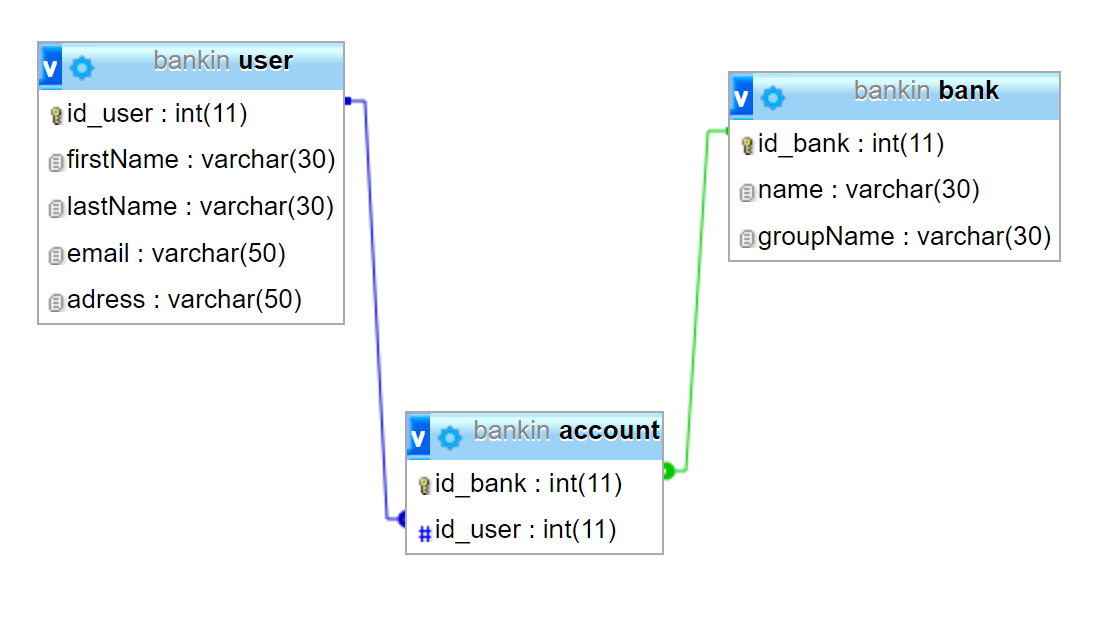 v bankin user
id_user : int(11)
firstName : varchar(30)
lastName : varchar(30)
email : varchar(50)
adress : varchar(50)
v bankin bank
id_bank : int(11)
name : varchar(30)
groupName : varchar(30)
v bankin account
id_bank : int(11)
#id_user : int(11)